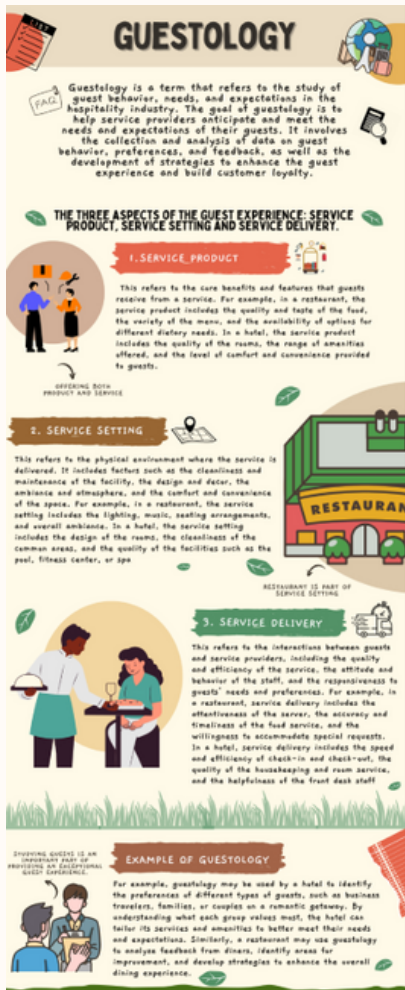 LIST
GUESTOLOGY
FAQ
Guestology is a term that refers to the study of
guest behavior, needs, and expectations in the
hospitality industry. The goal of guestology is to
help service providers anticipate and meet the
needs and expectations of their guests. It involves
the collection and analysis of data on guest
behavior, preferences, and feedback, as well as the
development of strategies to enhance the guest
experience and build customer loyalty.
THE THREE ASPECTS OF THE GUEST EXPERIENCE: SERVICE
PRODUCT, SERVICE SETTING AND SERVICE DELIVERY.
1.SERVICE PRODUCT
This refers to the core benefits and features that guests
receive from a service. For example, in a restaurant, the
service product includes the quality and taste of the food,
the variety of the menu, and the availability of options for
different dietary needs. In a hotel, the service product
includes the quality of the rooms, the range of amenities
offered, and the level of comfort and convenience provided
to guests.
OFFERING BOTH
PRODUCT AND SERVICE
2. SERVICE SETTING
This refers to the physical environment where the service is
delivered. It includes factors such as the cleanliness and
maintenance of the facility, the design and decor, the
ambiance and atmosphere, and the comfort and convenience
of the space. For example, in a restaurant, the service
setting includes the lighting, music, seating arrangements,
and overall ambiance. In a hotel, the service setting
includes the design of the rooms, the cleanliness of the
common areas, and the quality of the facilities such as the
pool, fitness center, or spa
RESTAURAN
RESTAURANT IS PART OF
SERVICE SETTING
3. SERVICE DELIVERY
This refers to the interactions between guests
and service providers, including the quality
and efficiency of the service, the attitude and
behavior of the staff, and the responsiveness to
guests' needs and preferences. For example, in
a restaurant, service delivery includes the
attentiveness of the server, the accuracy and
timeliness of the food service, and the
willingness to accommodate special requests.
In a hotel, service delivery includes the speed
and efficiency of check-in and check-out, the
quality of the housekeeping and room service,
and the helpfulness of the front desk staff
STUDYING GUESTS IS AN
IMPORTANT PART OF
PROVIDING AN EXCEPTIONAL
GUEST EXPERIENCE.
EXAMPLE OF GUESTOLOGY
For example, guestology may be used by a hotel to identify
the preferences of different types of guests, such as business
travelers, families, or couples on a romantic getaway. By
understanding what each group values most, the hotel can
tailor its services and amenities to better meet their needs
and expectations. Similarly, a restaurant may use guestology
to analyze feedback from diners, identify areas for
improvement, and develop strategies to enhance the overall
dining experience.